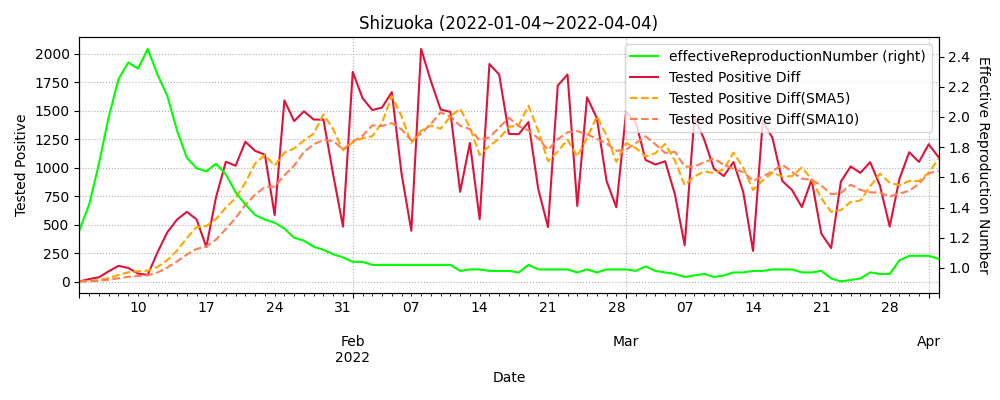 Shizuoka (2022-01-04~2022-04-04)
effectiveReproductionNumber (right)
Tested Positive Diff
Tested Positive Diff(SMA5)
Tested Positive Diff(SMA10)
Tested Positive
2000
1750
1500
1250
1000
750
500
250
0
2.4
2.2
2.0
1.8
1.6
1.4
1.2
1.0
Effective Reproduction Number
10 17 24 31 07 14 21 28 07 14 21 28
Feb Mar Apr
2022
Date